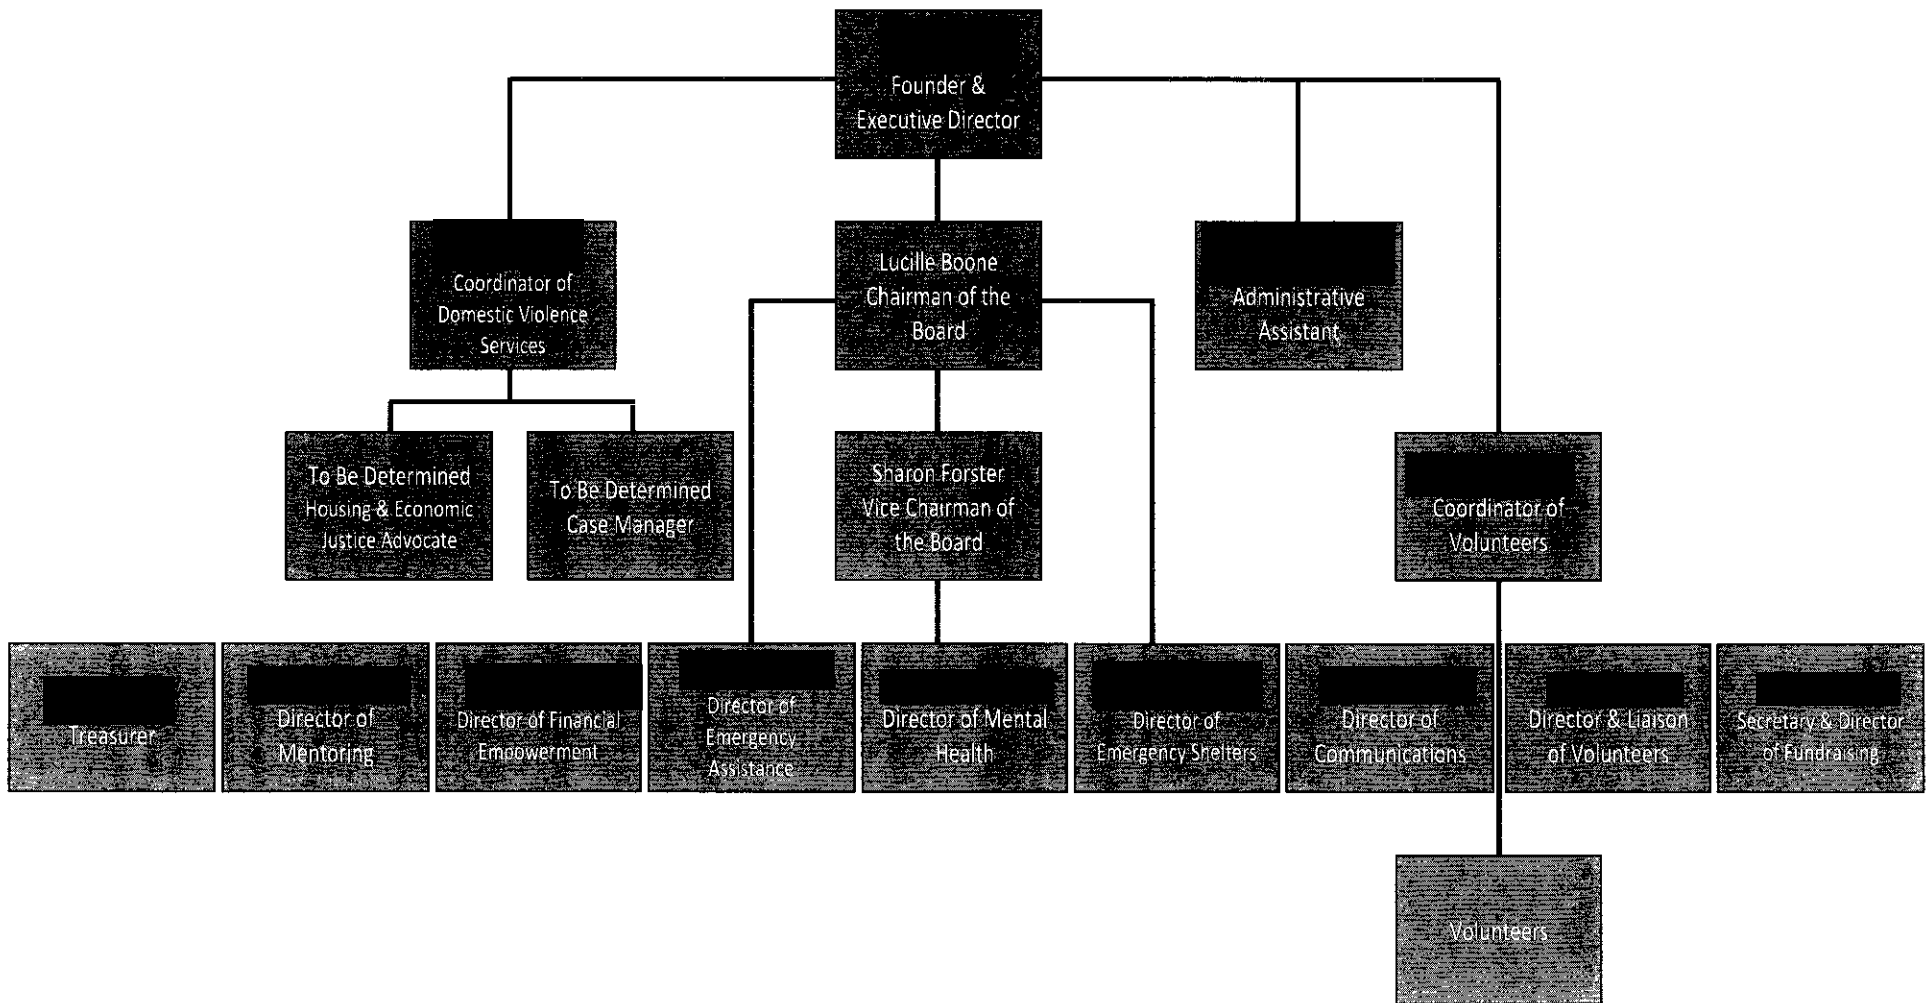 Founder &
Executive Director
Coordinator of
Domestic Violence
Services
Lucille Boone
Chairman of the
Board
Administrative
Assistant
To Be Determined
Housing & Economic
Justice Advocate
To Be Determined
Case Manager
Sharon Forster
Vice Chairman of
the Board
Coordinator of
Volunteers
Treasurer
Director of
Mentoring
Director of Financial
Empowerment
Director of
Emergency
Assistance
Director of Mental
Health
Director of
Emergency Shelters
Director of
Communications
Director & Liaison
of Volunteers
Secretary & Director
of Fundraising
Volunteers